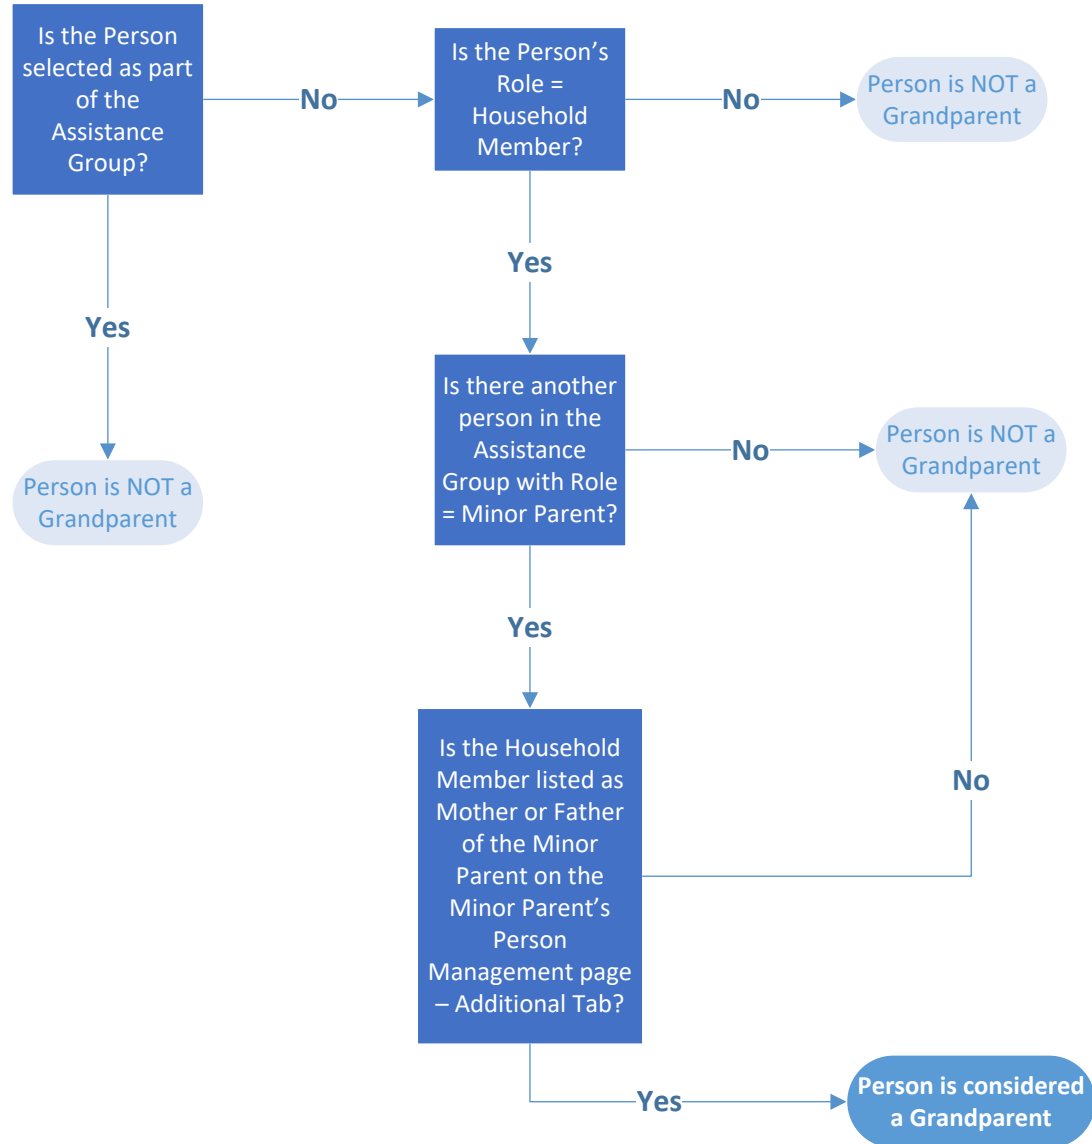 Is the Person
selected as part
of the
Assistance
Group?
No
Is the Person’s
Role =
Household
Member?
No
Person is NOT a
Grandparent
Yes
Person is NOT a
Grandparent
Yes
Is there another
person in the
Assistance
Group with Role
= Minor Parent?
No
Person is NOT a
Grandparent
Yes
Is the Household
Member listed as
Mother or Father
of the Minor
Parent on the
Minor Parent’s
Person
Management page
– Additional Tab?
No
Yes
Person is considered
a Grandparent